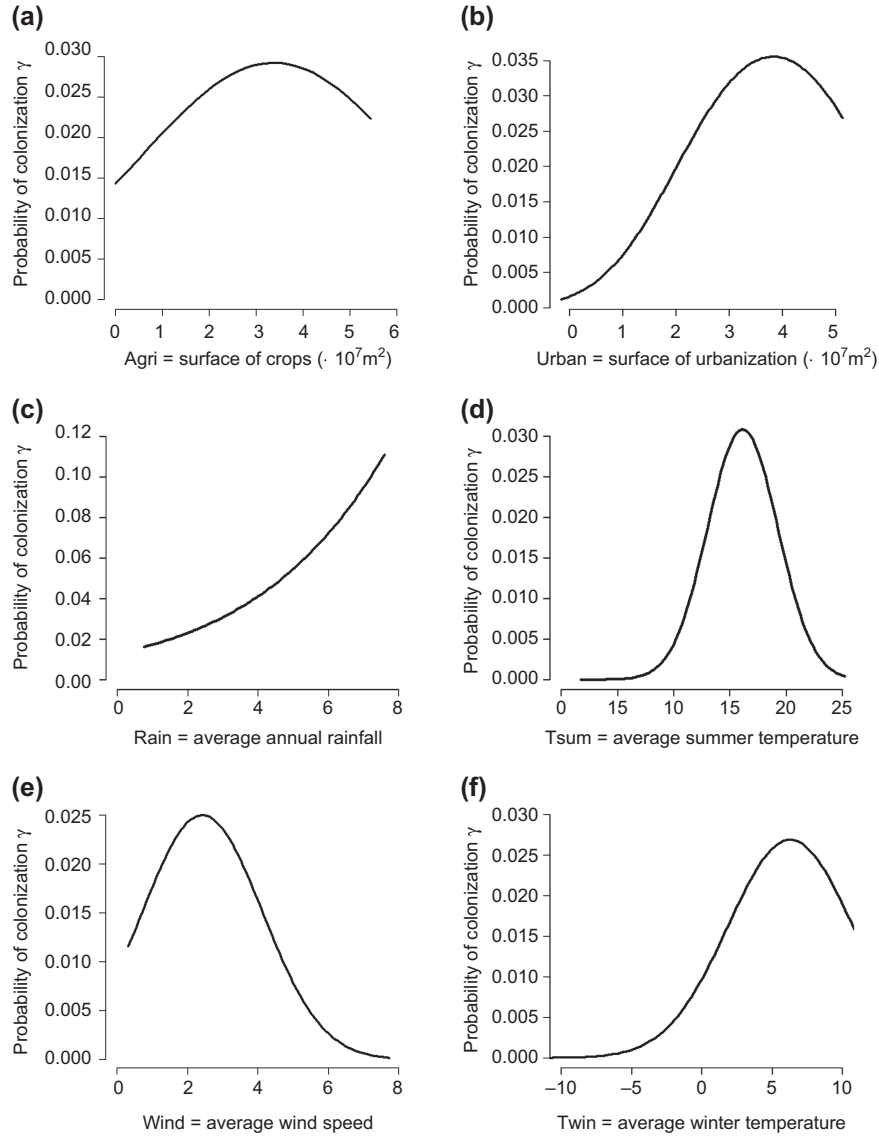 (a)
Probability of colonization γ
0.030
0.025
0.020
0.015
0.010
0.005
0.000
0 1 2 3 4 5 6
Agri = surface of crops (· 10⁷m²)
(b)
Probability of colonization γ
0.035
0.030
0.025
0.020
0.015
0.010
0.005
0.000
0 1 2 3 4 5
Urban = surface of urbanization (· 10⁷m²)
(c)
Probability of colonization γ
0.12
0.10
0.08
0.06
0.04
0.02
0.00
0 2 4 6 8
Rain = average annual rainfall
(d)
Probability of colonization γ
0.030
0.025
0.020
0.015
0.010
0.005
0.000
0 15 10 15 20 25
Tsum = average summer temperature
(e)
Probability of colonization γ
0.025
0.020
0.015
0.010
0.005
0.000
0 2 4 6 8
Wind = average wind speed
(f)
Probability of colonization γ
0.030
0.025
0.020
0.015
0.010
0.005
0.000
–10 –5 0 5 10
Twin = average winter temperature